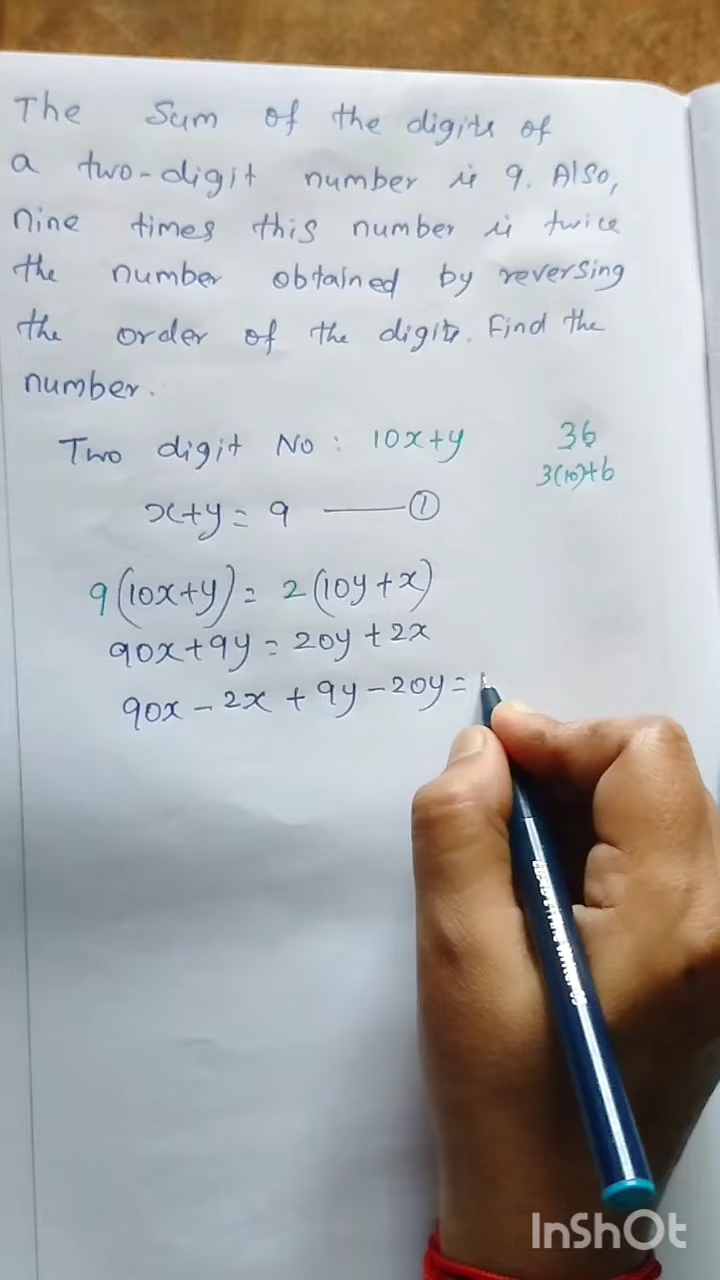 The Sum of the digits of
a two-digit number is 9. Also,
nine times this number is twice
the number obtained by reversing
the order of the digits. Find the
number.
Two digit No: 10x+y 36
3(10)+6
x+y = 9 ——— ①
9(10x+y) = 2(10y+x)
90x+9y = 20y+2x
90x-2x+9y-20y=
InShOt